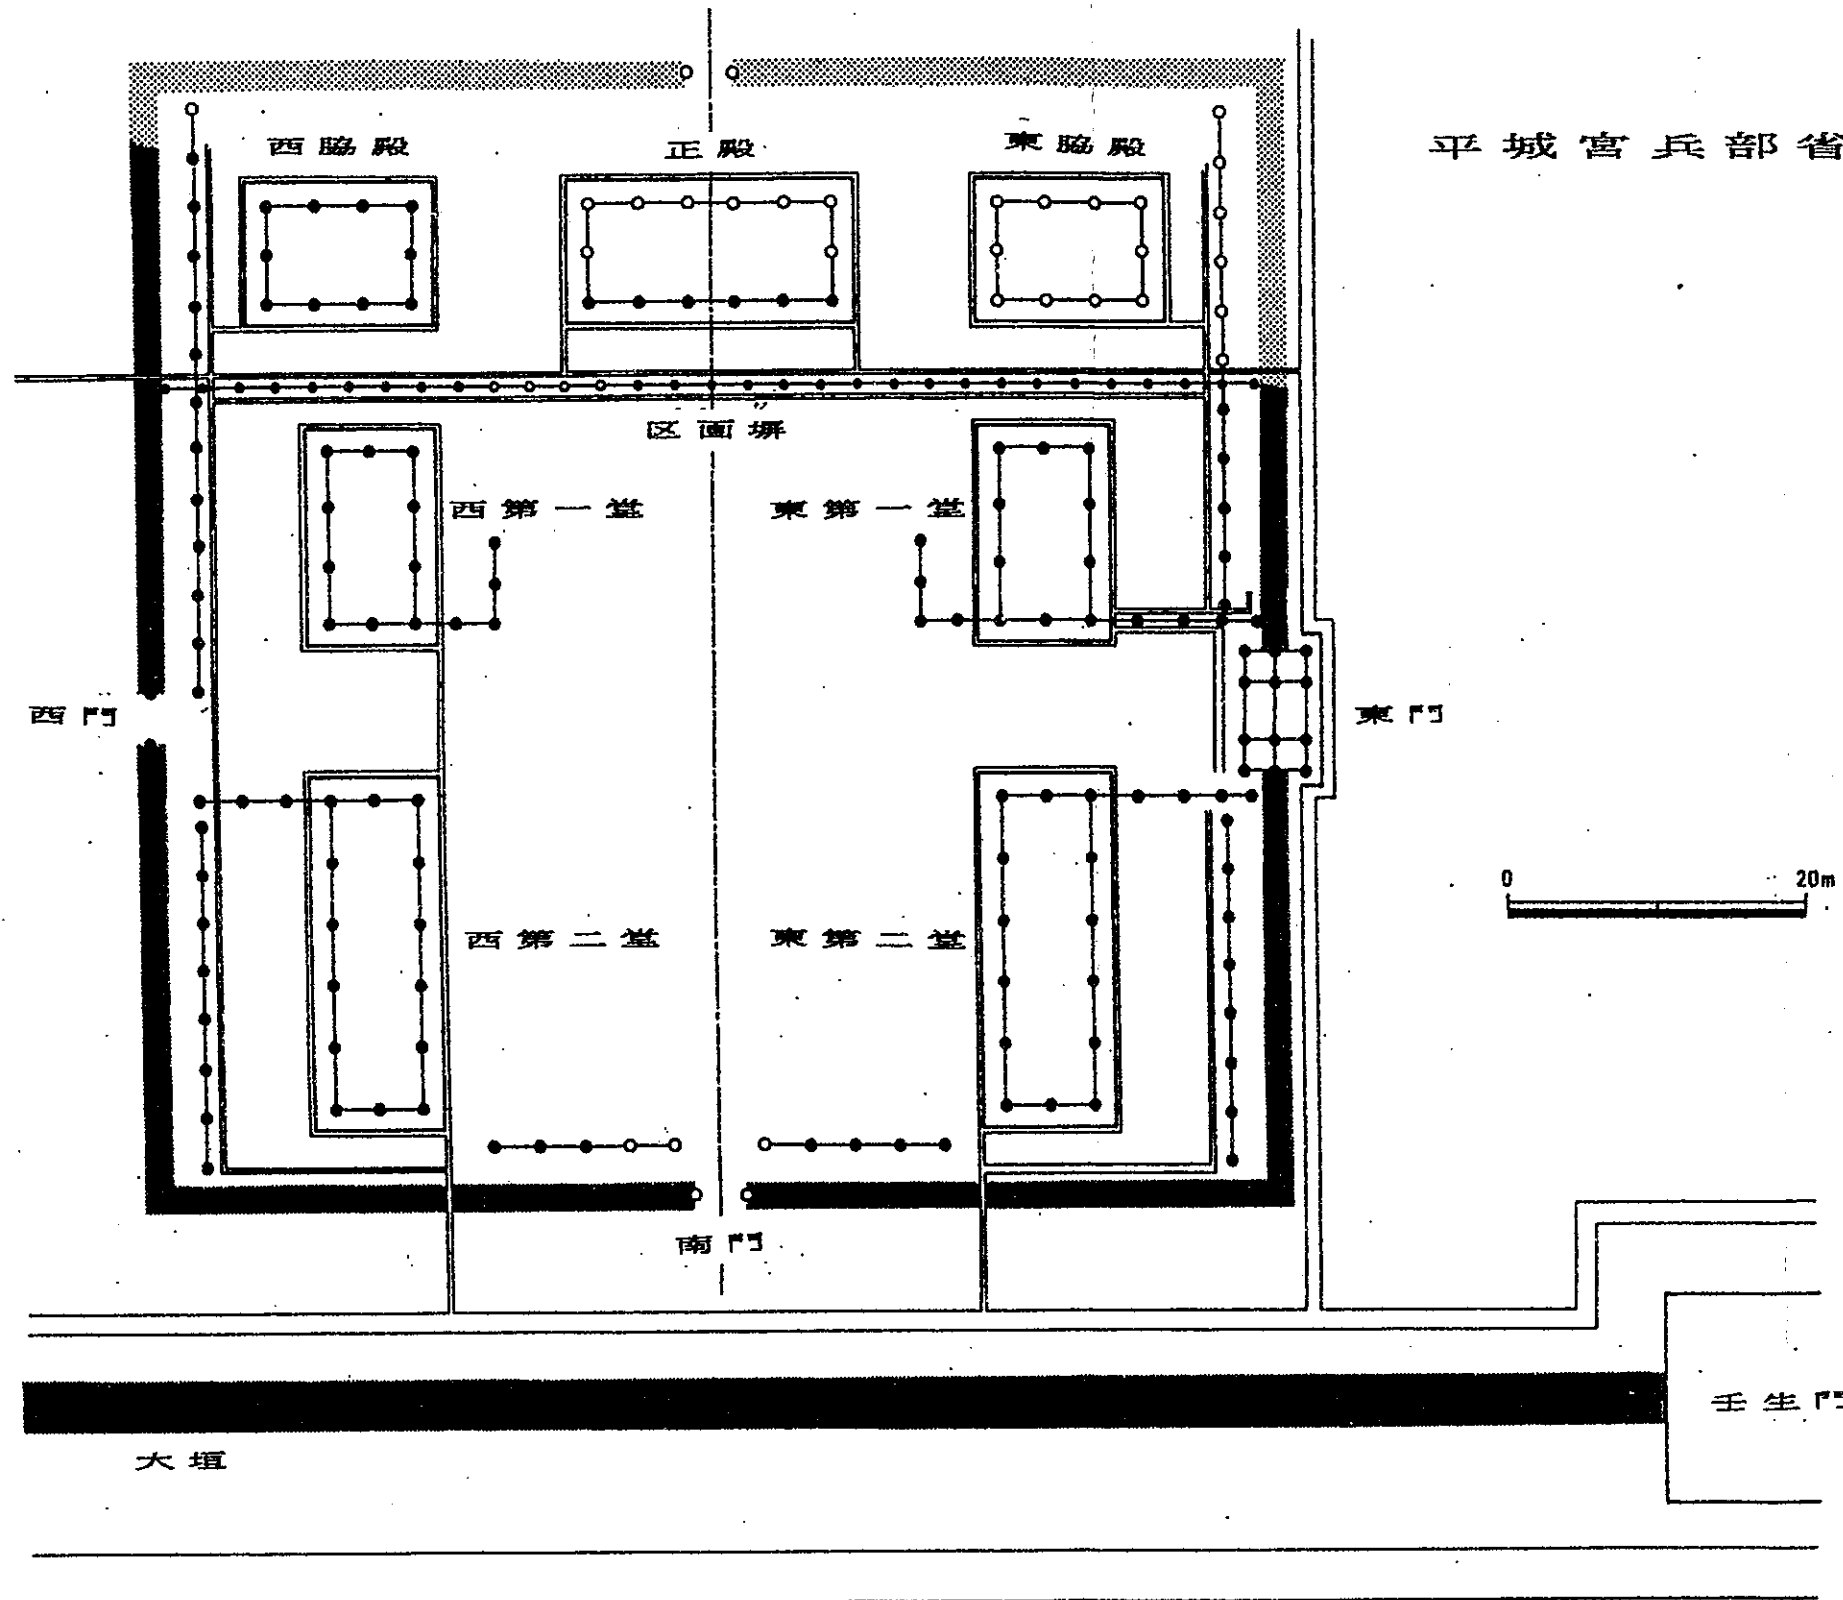 西脇殿
正殿
東脇殿
平城宮兵部省
区画塀
西第一堂
東第一堂
西門
東門
0 20m
西第二堂
東第二堂
南門
壬生門
大垣